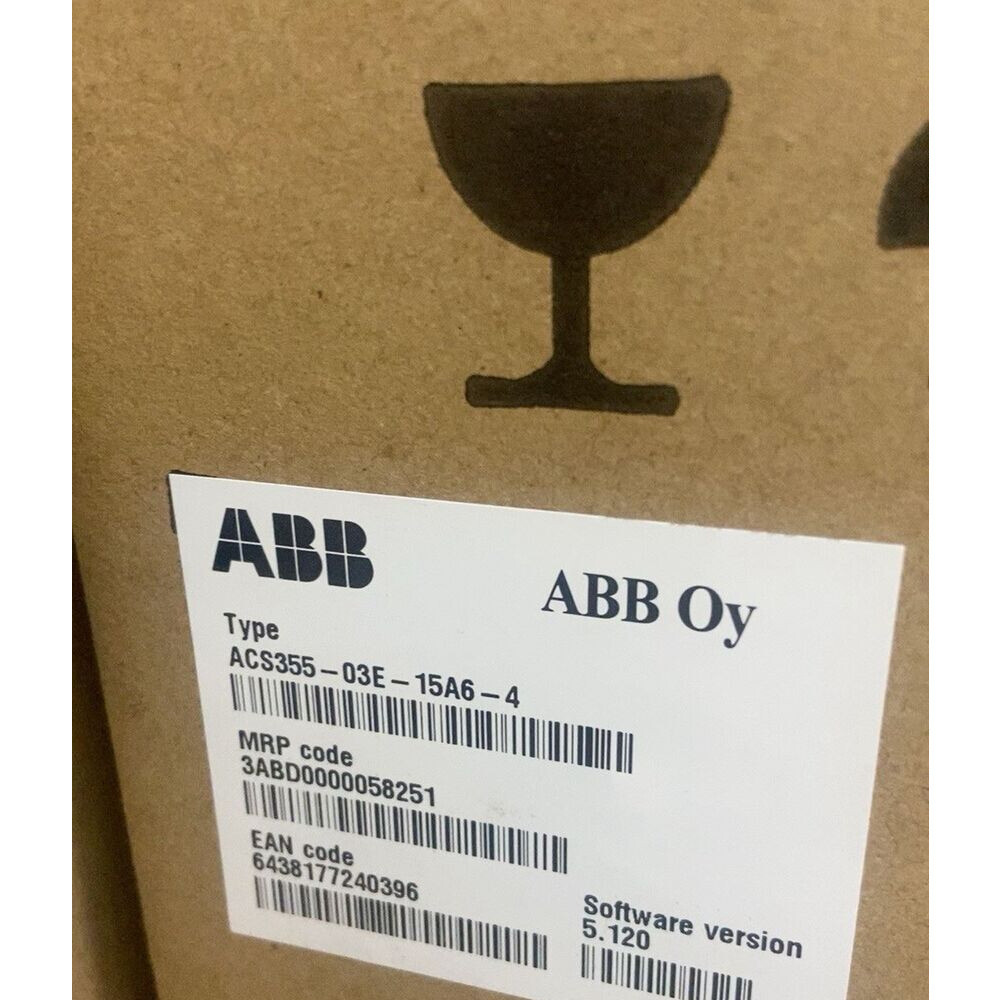 ABB
ABB Oy
Type
ACS355-03E-15A6-4
MRP code
3ABD0000058251
EAN code
6438177240396
Software version
5.120